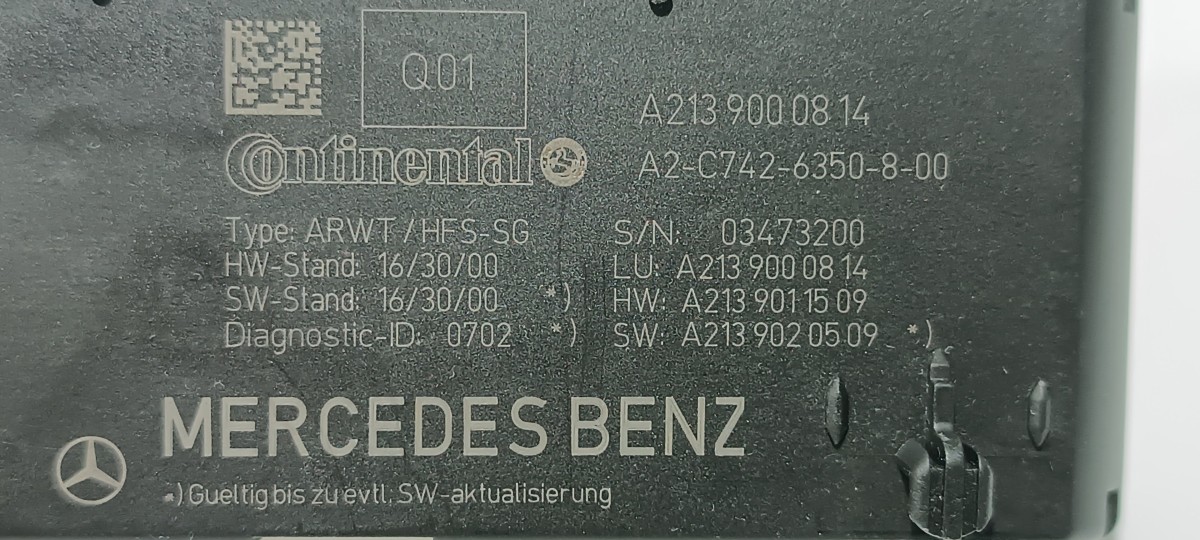 Q01
A213 900 08 14
Continental
A2-C742-6350-8-00
Type: ARWT/HFS-SG
HW-Stand: 16/30/00
SW-Stand: 16/30/00 *)
Diagnostic-ID: 0702 *)
S/N: 03473200
LU: A213 900 08 14
HW: A213 901 15 09
SW: A213 902 05 09 *)
MERCEDES BENZ
*) Gueltig bis zu evtl. SW-aktualisierung